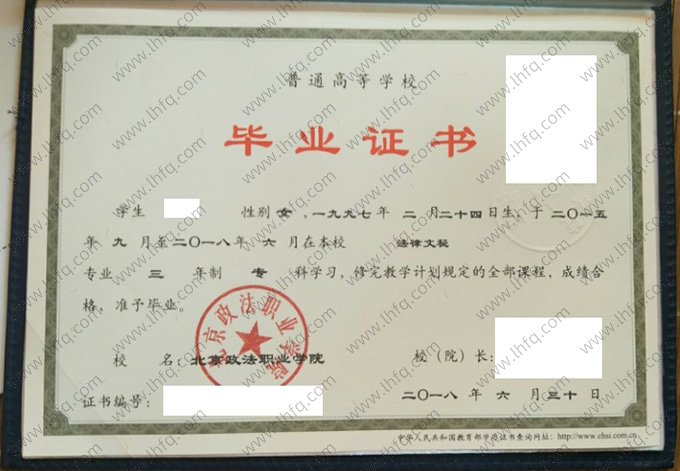 普通高等学校
毕业证书
学生 性别 女 ，一九九七年 二 月 二十四日生，于 二〇一五
年 九 月至二〇一八年 六 月在本校 法律文秘
专业 三 年制 专 科学习，修完教学计划规定的全部课程，成绩合
格，准予毕业。
北京政法职业学院
校 名：北京政法职业学院 校（院）长：
证书编号： 二〇一八 年 六 月 三十 日
中华人民共和国教育部学历证书查询网址：http://www.chsi.com.cn
www.lhfq.com